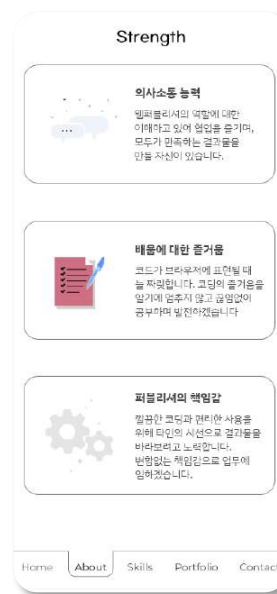 Strength
의사소통 능력
웹퍼블리셔의 역할에 대한
이해하고 있어 협업을 즐기며,
모두가 만족하는 결과물을
만들 자신이 있습니다.
배움에 대한 즐거움
코드가 브라우저에 표현될 때
늘 짜릿합니다. 코딩의 즐거움을
알기에 멈추지 않고 끊임없이
공부하며 발전하겠습니다
퍼블리셔의 책임감
깔끔한 코딩과 편리한 사용을
위해 타인의 시선으로 결과물을
바라보려고 노력합니다.
변함없는 책임감으로 업무에
임하겠습니다.
Home About Skills Portfolio Contact